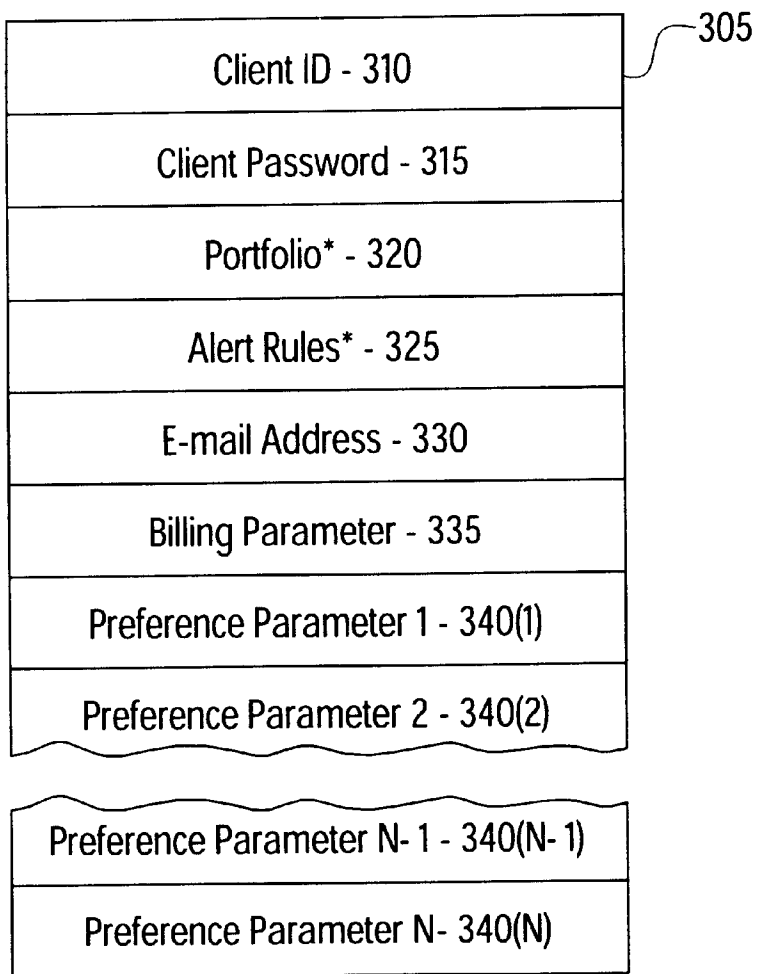 305
Client ID - 310
Client Password - 315
Portfolio* - 320
Alert Rules* - 325
E-mail Address - 330
Billing Parameter - 335
Preference Parameter 1 - 340(1)
Preference Parameter 2 - 340(2)
Preference Parameter N- 1 - 340(N- 1)
Preference Parameter N- 340(N)